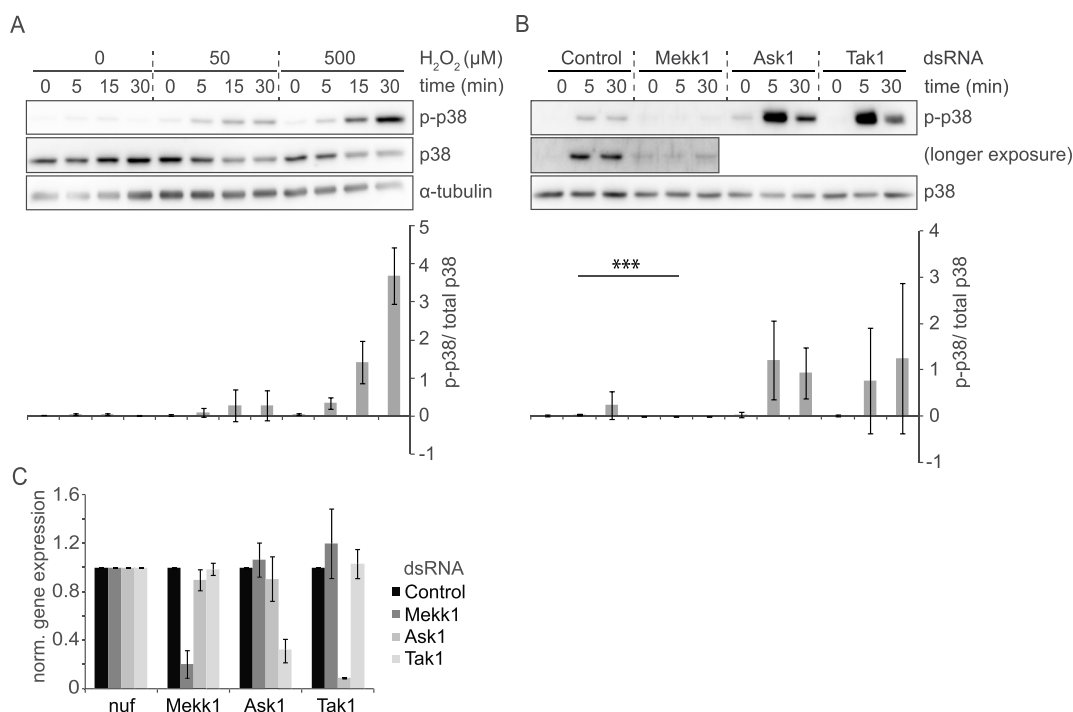 A
0 50 500 H2O2 (µM)
0 5 15 30 0 5 15 30 0 5 15 30 time (min)
p-p38
p38
α-tubulin
5
4
3
2
1
0
-1
p-p38/ total p38
B
Control Mekk1 Ask1 Tak1 dsRNA
0 5 30 0 5 30 0 5 30 0 5 30 time (min)
p-p38
(longer exposure)
p38
4
3
2
1
0
-1
p-p38/ total p38
***
C
norm. gene expression
1.6
1.2
0.8
0.4
0
nuf Mekk1 Ask1 Tak1
dsRNA
Control
Mekk1
Ask1
Tak1